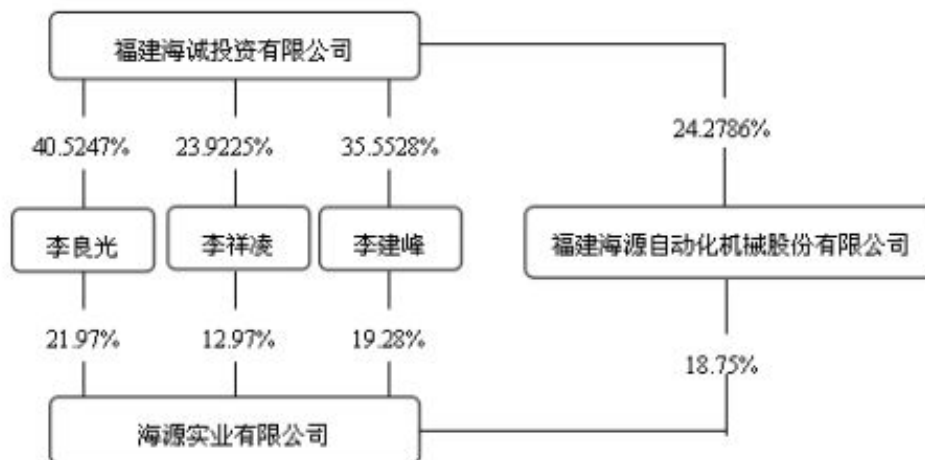 福建海诚投资有限公司
40.5247%
23.9225%
35.5528%
24.2786%
李良光
李祥凌
李建峰
福建海源自动化机械股份有限公司
21.97%
12.97%
19.28%
18.75%
海源实业有限公司